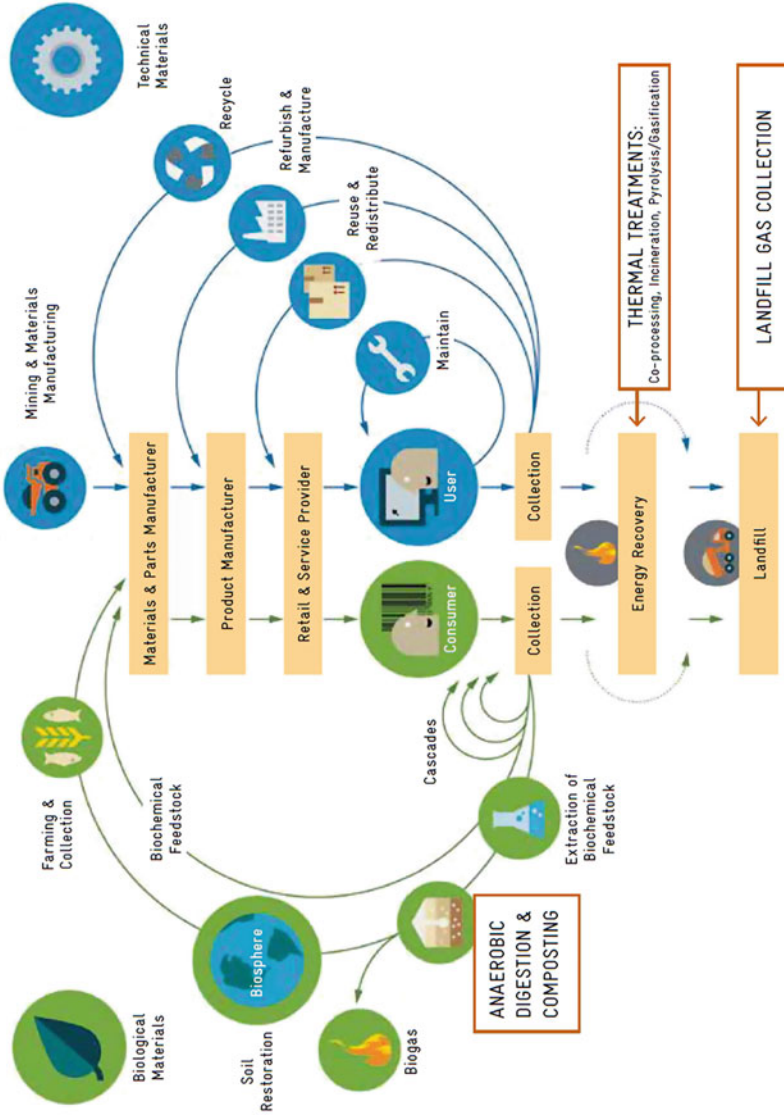 Biological
Materials
Technical
Materials
Farming &
Collection
Mining & Materials
Manufacturing
Materials & Parts Manufacturer
Recycle
Biochemical
Feedstock
Product Manufacturer
Refurbish &
Manufacture
Biosphere
Soil
Restoration
Retail & Service Provider
Reuse &
Redistribute
Biogas
Consumer
User
Maintain
Cascades
ANAEROBIC
DIGESTION &
COMPOSTING
Extraction of
Biochemical
Feedstock
Collection
Collection
Energy Recovery
THERMAL TREATMENTS:
Co-processing, Incineration, Pyrolysis/Gasification
Landfill
LANDFILL GAS COLLECTION